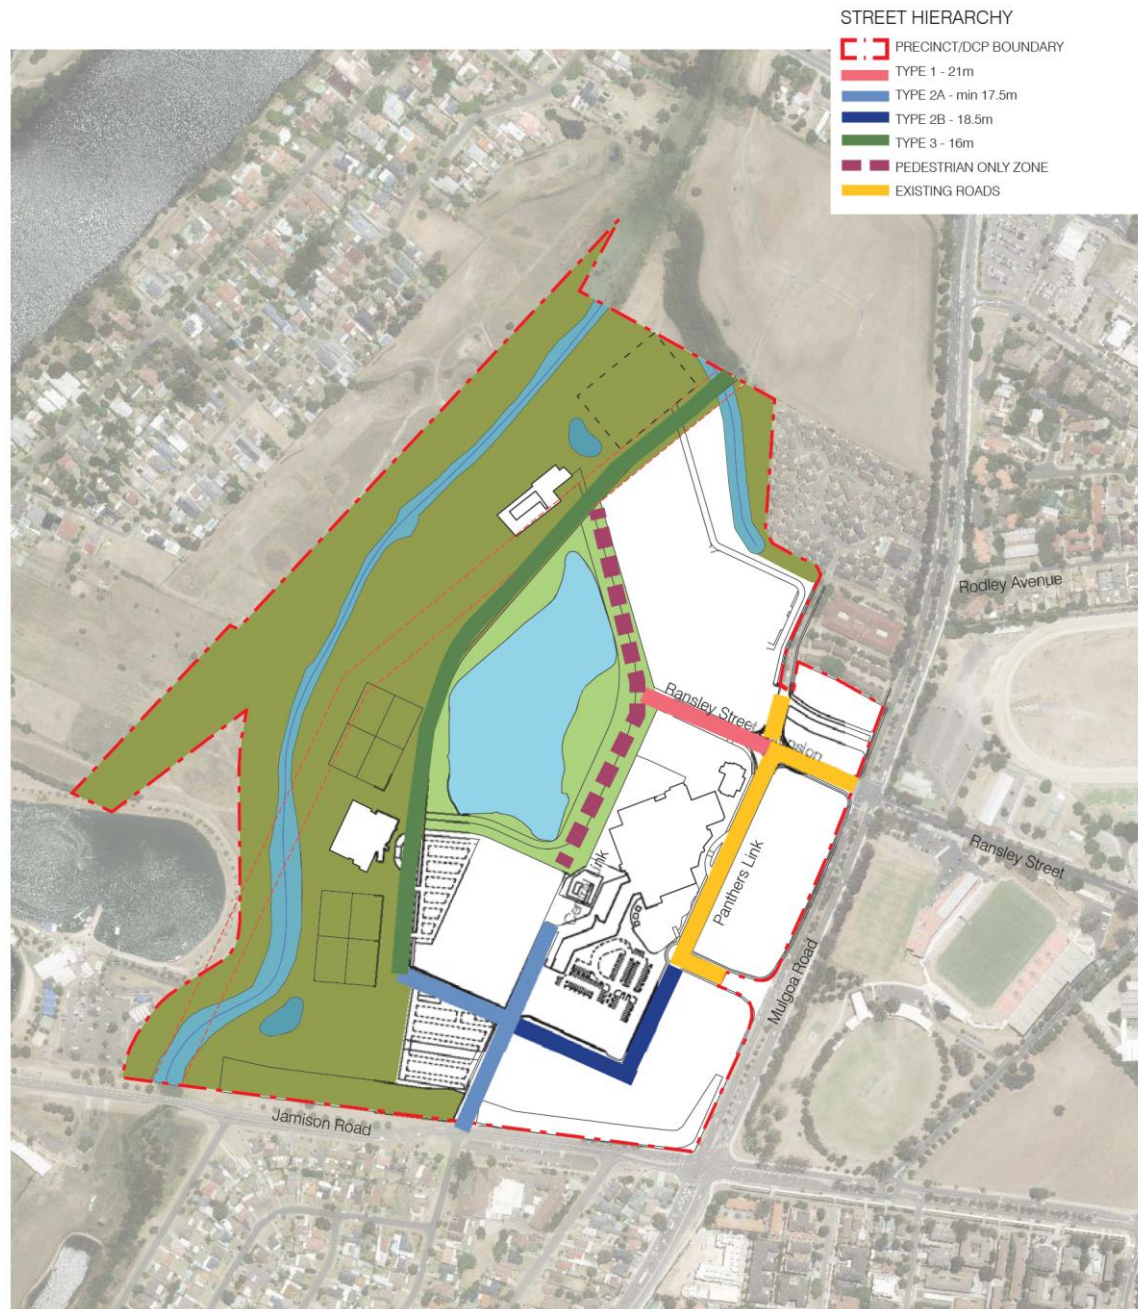 STREET HIERARCHY
PRECINCT/DCP BOUNDARY
TYPE 1 - 21m
TYPE 2A - min 17.5m
TYPE 2B - 18.5m
TYPE 3 - 16m
PEDESTRIAN ONLY ZONE
EXISTING ROADS
Rodley Avenue
Ransley Street
Ransley Street
Panthers Link
Link
Mulgoa Road
Jamison Road